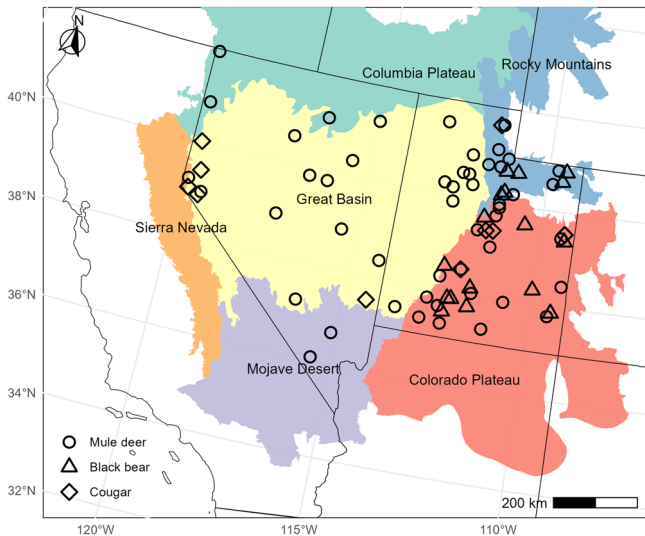 N
Columbia Plateau
Rocky Mountains
40°N
38°N
36°N
34°N
32°N
Great Basin
Sierra Nevada
Mojave Desert
Colorado Plateau
Mule deer
Black bear
Cougar
200 km
120°W
115°W
110°W